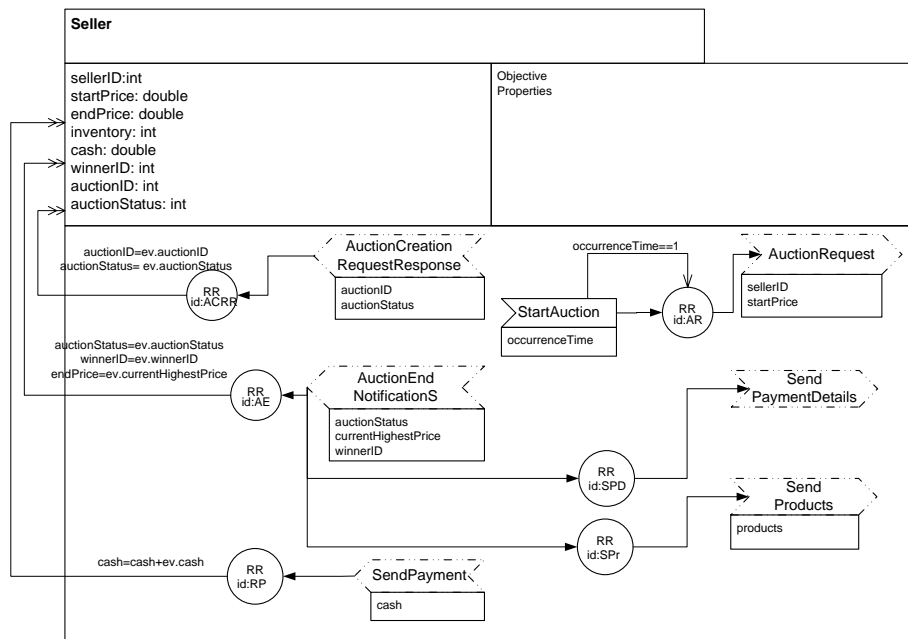 Seller
sellerID:int
startPrice: double
endPrice: double
inventory: int
cash: double
winnerID: int
auctionID: int
auctionStatus: int
Objective
Properties
auctionID=ev.auctionID
auctionStatus= ev.auctionStatus
RR
id:ACRR
AuctionCreation
RequestResponse
auctionID
auctionStatus
occurrenceTime==1
StartAuction
occurrenceTime
RR
id:AR
AuctionRequest
sellerID
startPrice
auctionStatus=ev.auctionStatus
winnerID=ev.winnerID
endPrice=ev.currentHighestPrice
RR
id:AE
AuctionEnd
NotificationS
auctionStatus
currentHighestPrice
winnerID
RR
id:SPD
Send
PaymentDetails
RR
id:SPr
Send
Products
products
cash=cash+ev.cash
RR
id:RP
SendPayment
cash